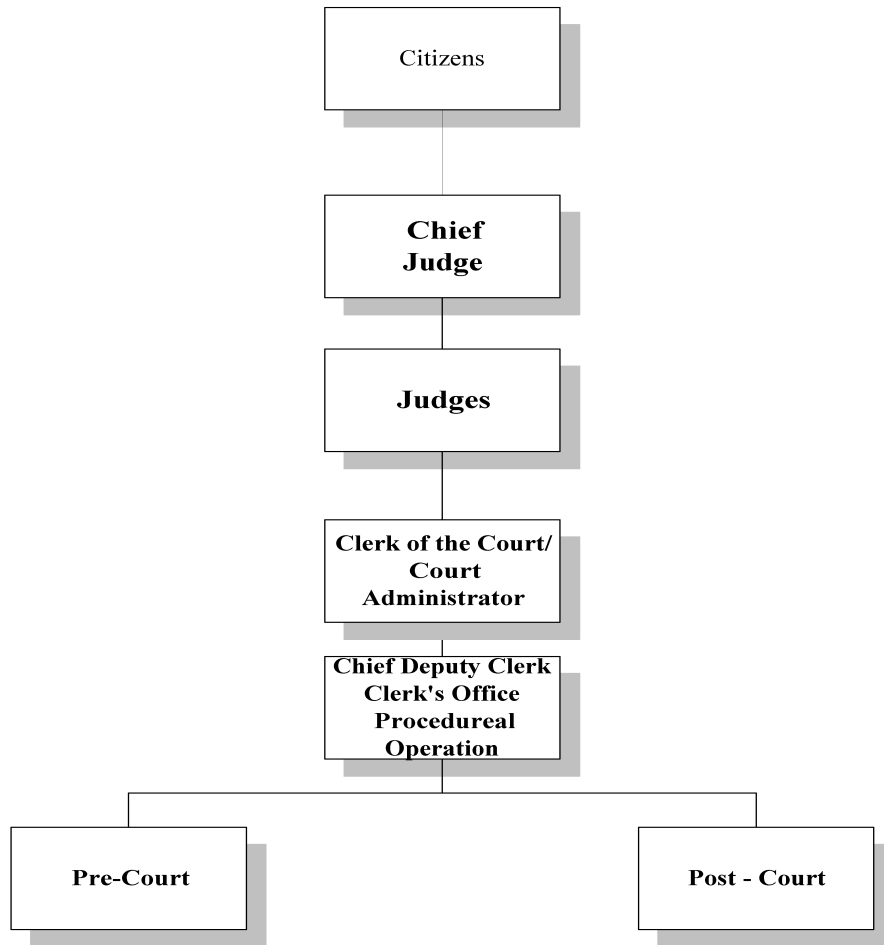 Citizens
Chief
Judge
Judges
Clerk of the Court/
Court
Administrator
Chief Deputy Clerk
Clerk's Office
Procedureal
Operation
Pre-Court
Post - Court